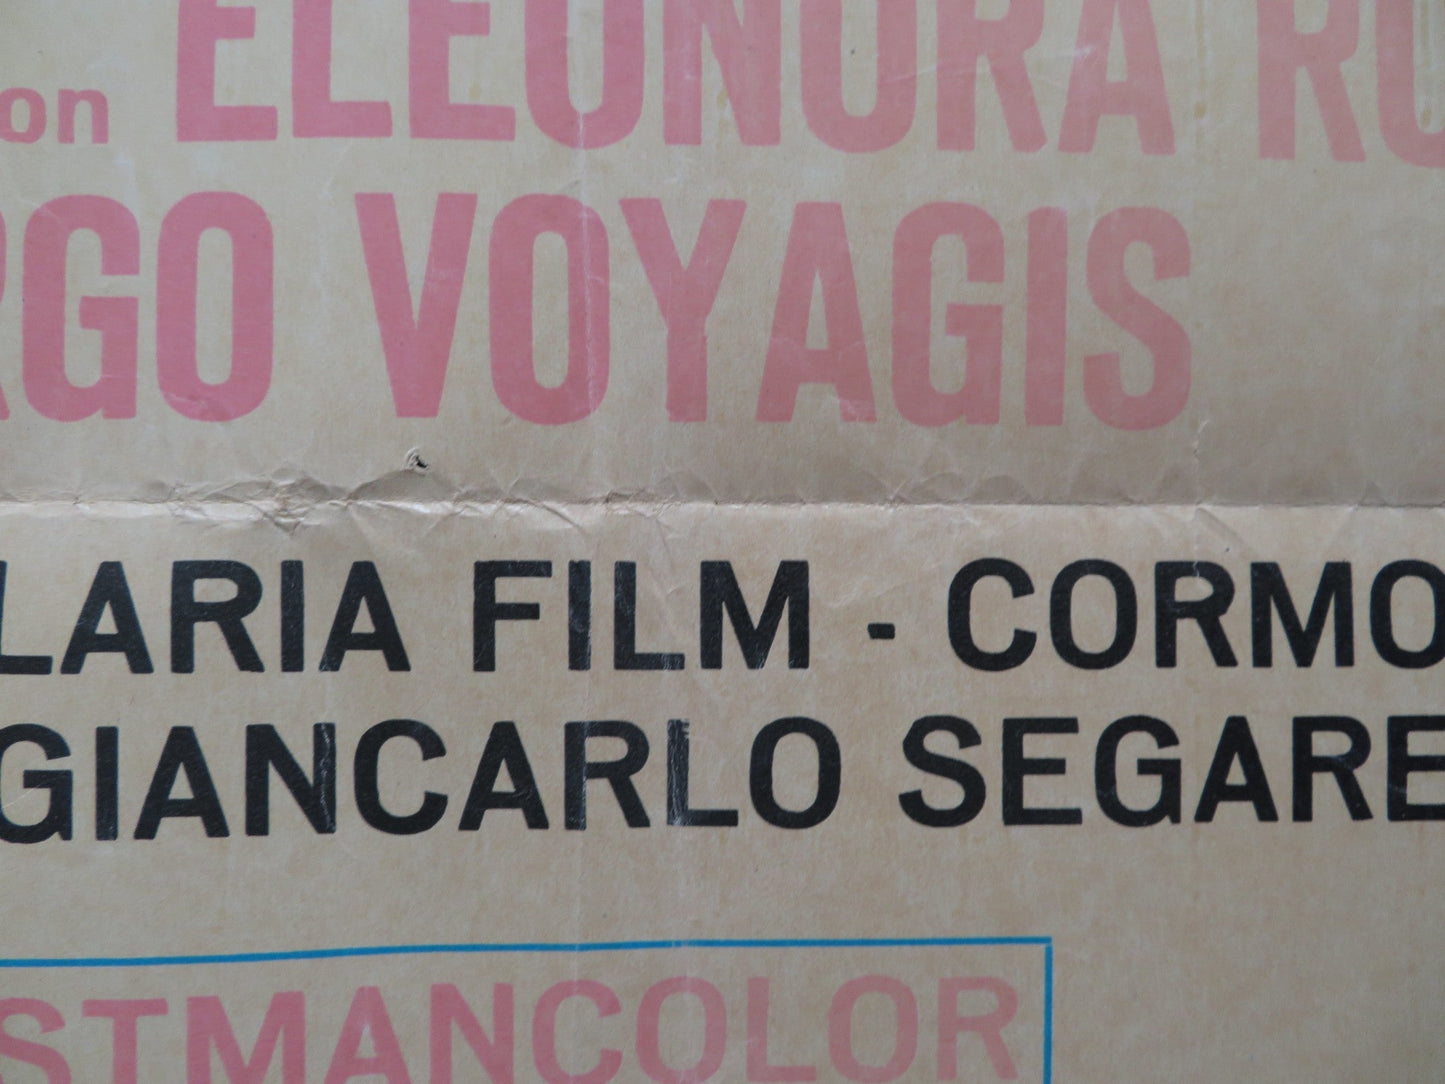 on ELEONORA RO
RGO VOYAGIS
LARIA FILM - CORMO
GIANCARLO SEGARE
STMANCOLOR